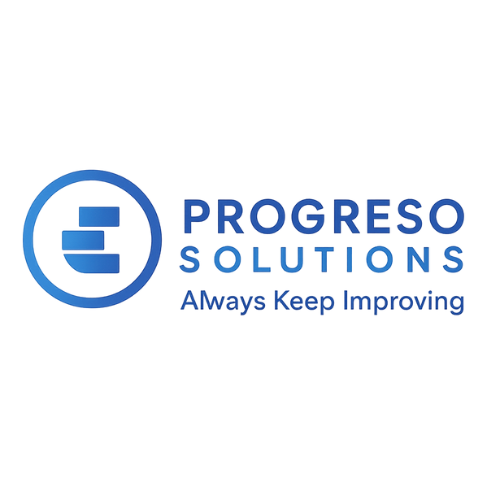 PROGRESO
SOLUTIONS
Always Keep Improving